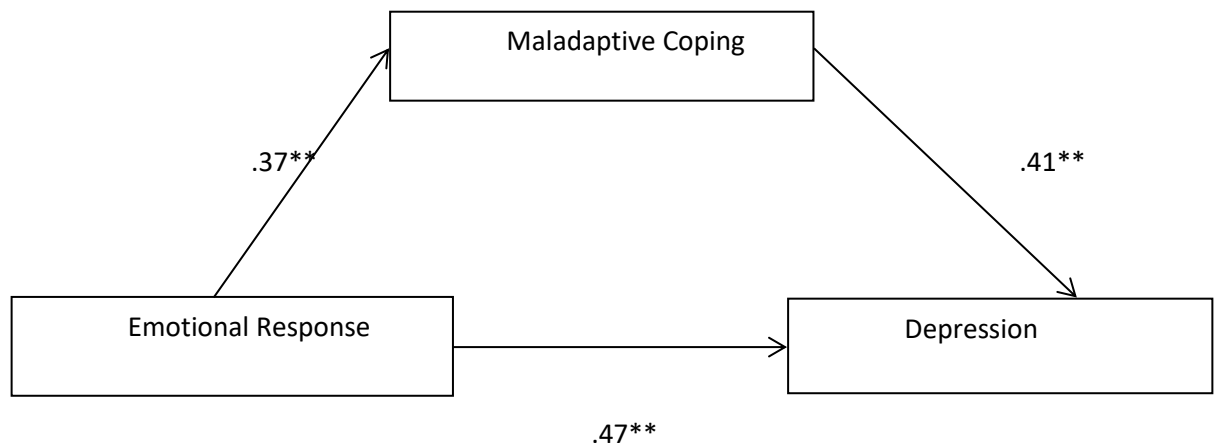 Maladaptive Coping
.37**
.41**
Emotional Response
Depression
.47**